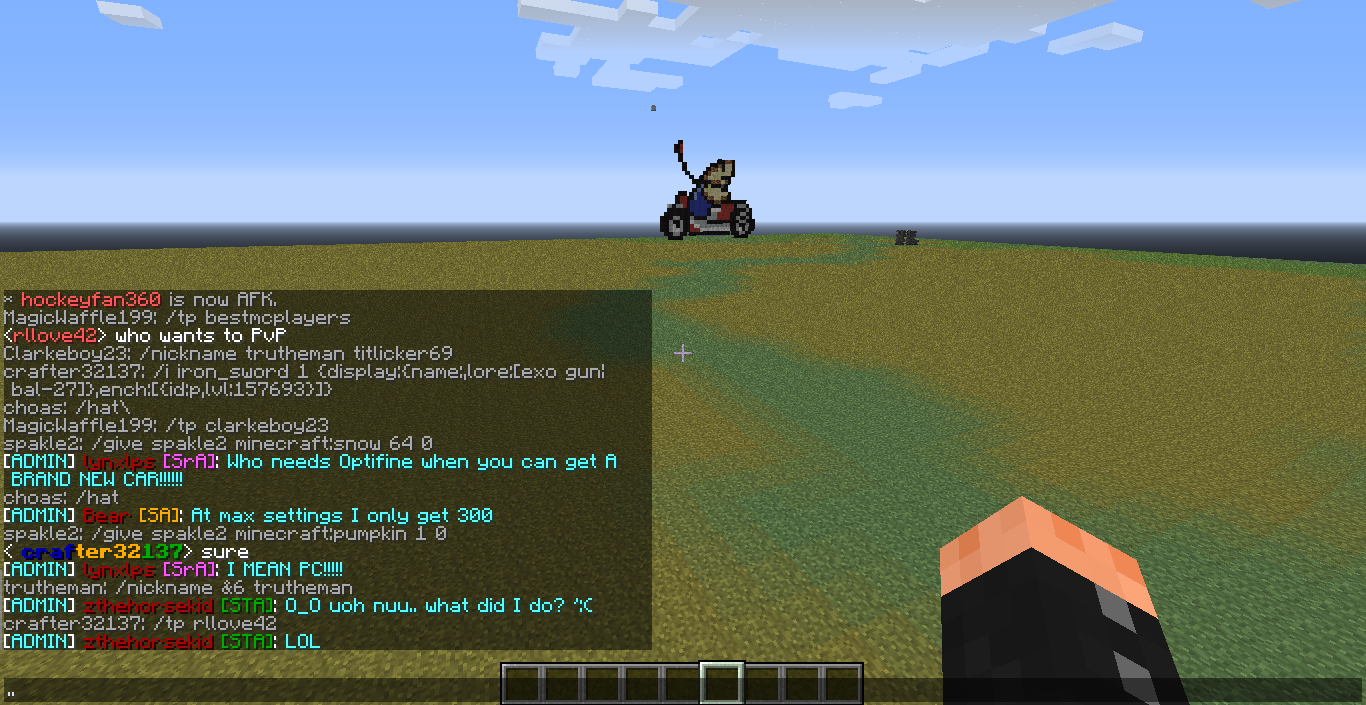 * hockeyfan360 is now AFK.
MagicWaffle199: /tp bestmcplayers
<rllove42> who wants to PvP
Clarkeboy23: /nickname trutheman titlicker69
crafter32137: /i iron_sword 1 {display:{name:,lore:[exo gun|
bal-27]},ench:[{id:p,lvl:157693}]}
choas: /hat\
MagicWaffle199: /tp clarkeboy23
spakle2: /give spakle2 minecraft:snow 64 0
[ADMIN] lynxlps [SrA]: Who needs Optifine when you can get A
BRAND NEW CAR!!!!!!
choas: /hat
[ADMIN] Bear [SA]: At max settings I only get 300
spakle2: /give spakle2 minecraft:pumpkin 1 0
< crafter32137> sure
[ADMIN] lynxlps [SrA]: I MEAN PC!!!!!
trutheman: /nickname &6 trutheman
[ADMIN] zthehorsekid [STA]: O_O uoh nuu.. what did I do? ';(
crafter32137: /tp rllove42
[ADMIN] zthehorsekid [STA]: LOL
"